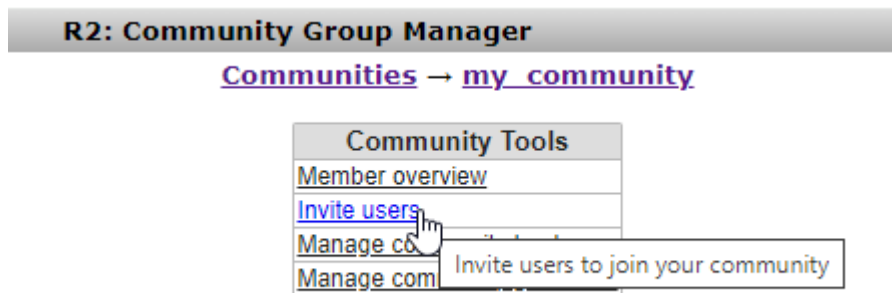 R2: Community Group Manager
Communities → my_community
Community Tools
Member overview
Invite users
Manage
Invite users to join your community
Manage